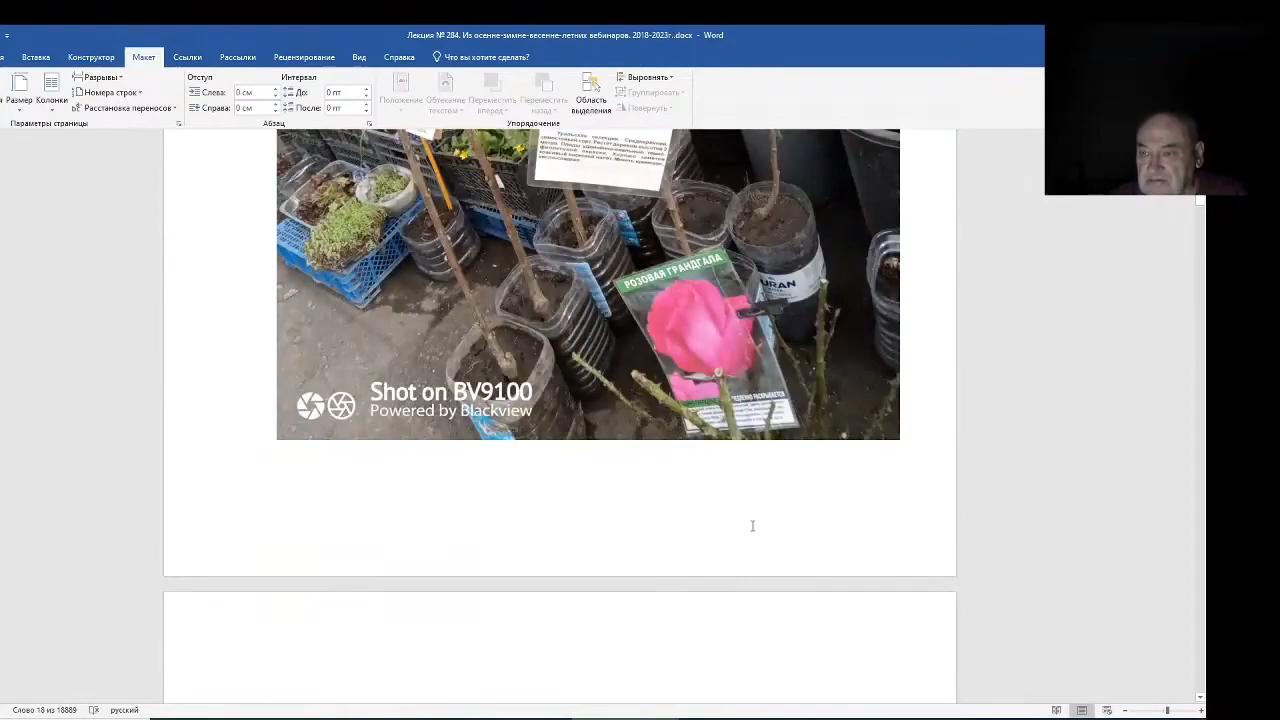 Лекция № 284. Из осенне-зимне-весенне-летних вебинаров. 2018-2023г..docx - Word
Вставка Конструктор Макет Ссылки Рассылки Рецензирование Вид Справка Что вы хотите сделать?
Размер
Колонки
Разрывы
Номера строк
Расстановка переносов
Параметры страницы
Отступ
Слева: 0 см
Справа: 0 см
Интервал
До: 0 пт
После: 0 пт
Абзац
Положение
Обтекание текстом
Переместить вперед
Переместить назад
Область выделения
Выровнять
Группировать
Повернуть
Упорядочение
РОЗОВАЯ ГРАНДГАЛА
URAN
Shot on BV9100
Powered by Blackview
Слово 18 из 18889 русский